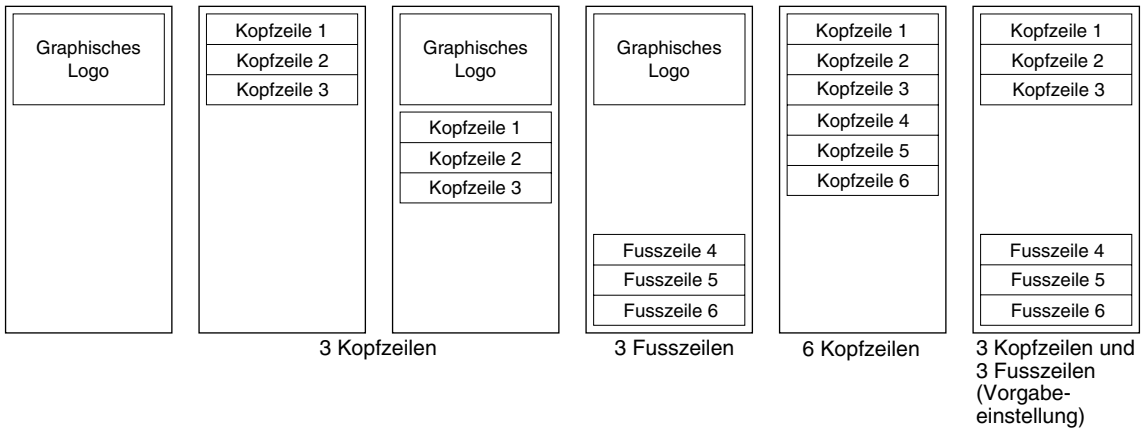 Graphisches
Logo
Kopfzeile 1
Kopfzeile 2
Kopfzeile 3
Graphisches
Logo
Kopfzeile 1
Kopfzeile 2
Kopfzeile 3
3 Kopfzeilen
Graphisches
Logo
Fusszeile 4
Fusszeile 5
Fusszeile 6
3 Fusszeilen
Kopfzeile 1
Kopfzeile 2
Kopfzeile 3
Kopfzeile 4
Kopfzeile 5
Kopfzeile 6
6 Kopfzeilen
Kopfzeile 1
Kopfzeile 2
Kopfzeile 3
Fusszeile 4
Fusszeile 5
Fusszeile 6
3 Kopfzeilen und
3 Fusszeilen
(Vorgabe-
einstellung)